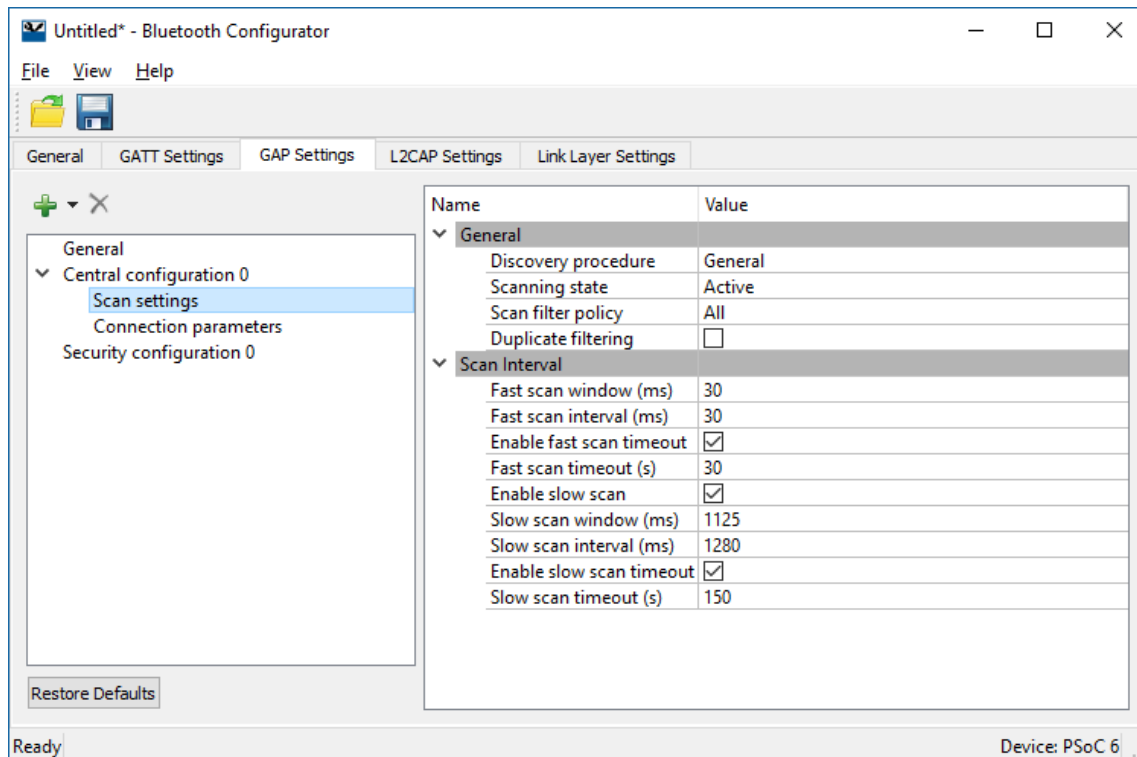 Untitled* - Bluetooth Configurator
File View Help
General GATT Settings GAP Settings L2CAP Settings Link Layer Settings
General
Central configuration 0
Scan settings
Connection parameters
Security configuration 0
Restore Defaults
Name Value
General
Discovery procedure General
Scanning state Active
Scan filter policy All
Duplicate filtering
Scan Interval
Fast scan window (ms) 30
Fast scan interval (ms) 30
Enable fast scan timeout
Fast scan timeout (s) 30
Enable slow scan
Slow scan window (ms) 1125
Slow scan interval (ms) 1280
Enable slow scan timeout
Slow scan timeout (s) 150
Ready Device: PSoC 6